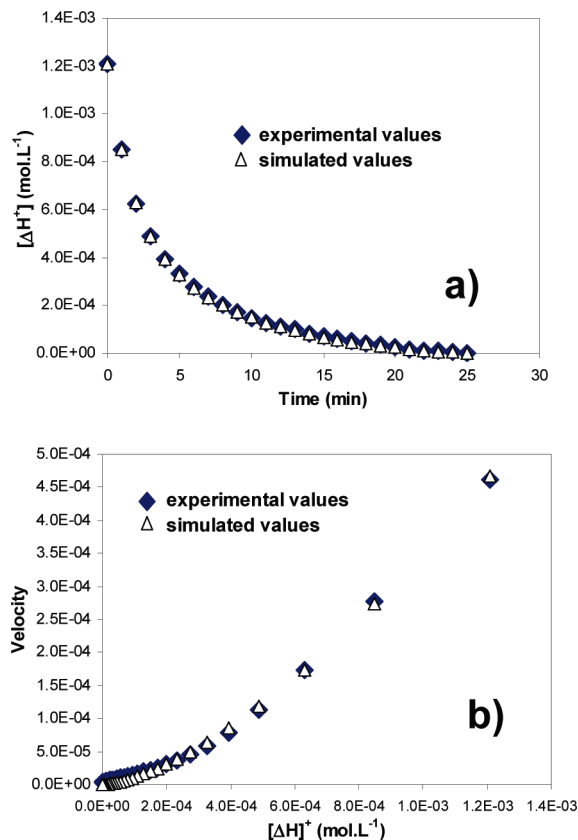 1.4E-03
1.2E-03
1.0E-03
8.0E-04
6.0E-04
4.0E-04
2.0E-04
0.0E+00
[ΔH⁺] (mol.L⁻¹)
experimental values
simulated values
a)
0 5 10 15 20 25 30
Time (min)
5.0E-04
4.5E-04
4.0E-04
3.5E-04
3.0E-04
2.5E-04
2.0E-04
1.5E-04
1.0E-04
5.0E-05
0.0E+00
Velocity
experimental values
simulated values
b)
0.0E+00 2.0E-04 4.0E-04 6.0E-04 8.0E-04 1.0E-03 1.2E-03 1.4E-03
[ΔH]⁺ (mol.L⁻¹)